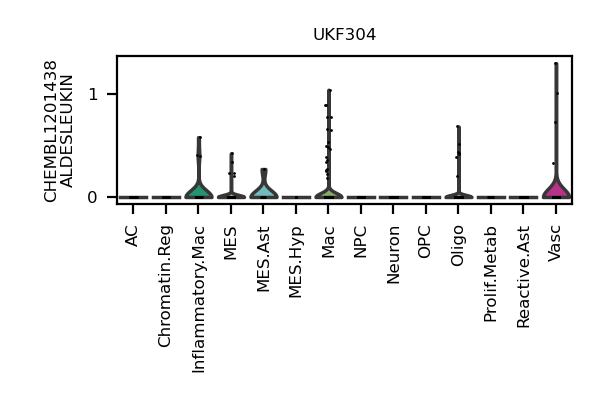 UKF304
CHEMBL1201438
ALDESLEUKIN
1
0
AC
Chromatin.Reg
Inflammatory.Mac
MES
MES.Ast
MES.Hyp
Mac
NPC
Neuron
OPC
Oligo
Prolif.Metab
Reactive.Ast
Vasc